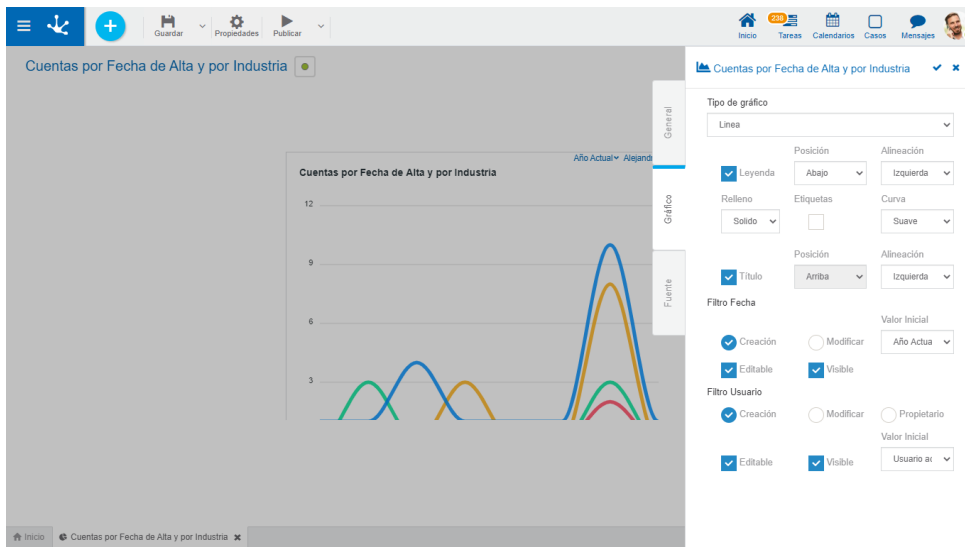 Guardar
Propiedades
Publicar
Inicio
238
Tareas
Calendarios
Casos
Mensajes
Cuentas por Fecha de Alta y por Industria
Año Actual
Cuentas por Fecha de Alta y por Industria
12
9
6
3
General
Gráfico
Fuente
Cuentas por Fecha de Alta y por Industria
Tipo de gráfico
Linea
Posición Alineación
Leyenda Abajo Izquierda
Relleno Etiquetas Curva
Solido Suave
Posición Alineación
Título Arriba Izquierda
Filtro Fecha
Valor Inicial
Creación Modificar Año Actua
Editable Visible
Filtro Usuario
Creación Modificar Propietario
Valor Inicial
Editable Visible Usuario
Inicio
Cuentas por Fecha de Alta y por Industria